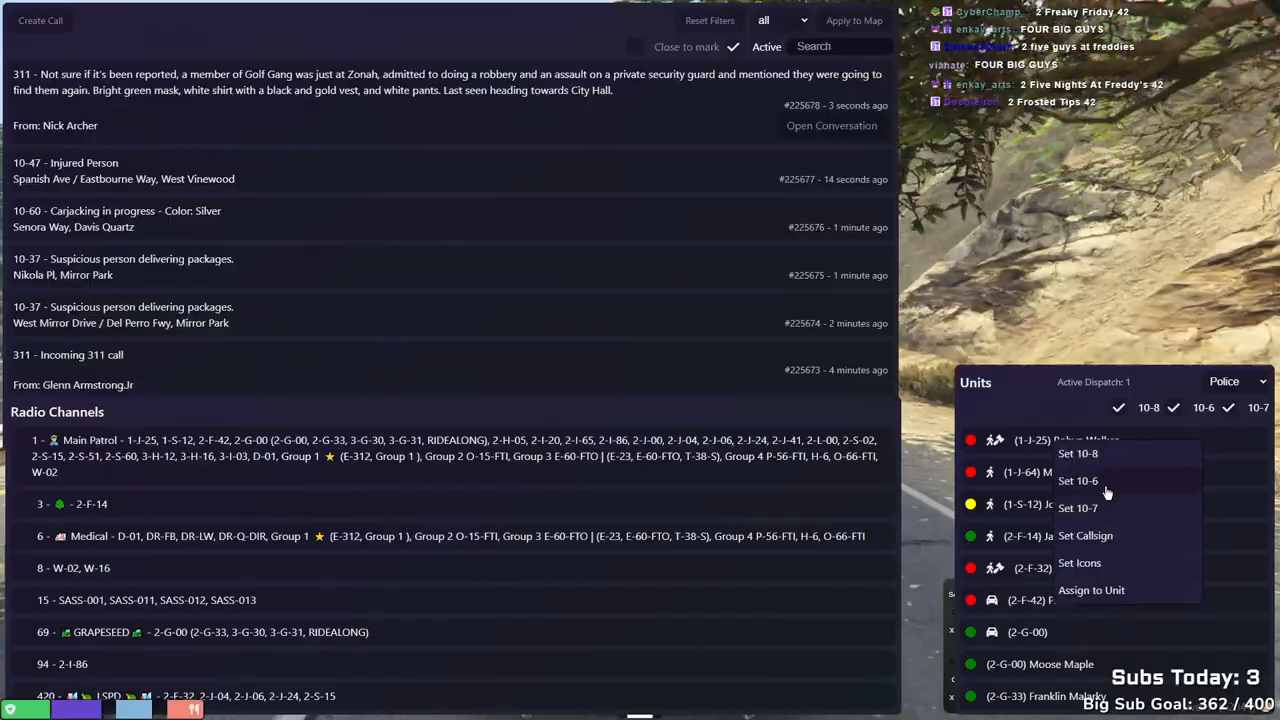 Create Call
Reset Filters
all
Apply to Map
Close to mark
Active
Search
311 - Not sure if it's been reported, a member of Golf Gang was just at Zonah, admitted to doing a robbery and an assault on a private security guard and mentioned they were going to
find them again. Bright green mask, white shirt with a black and gold vest, and white pants. Last seen heading towards City Hall.
#225678 - 3 seconds ago
From: Nick Archer
Open Conversation
10-47 - Injured Person
Spanish Ave / Eastbourne Way, West Vinewood
#225677 - 14 seconds ago
10-60 - Carjacking in progress - Color: Silver
Senora Way, Davis Quartz
#225676 - 1 minute ago
10-37 - Suspicious person delivering packages.
Nikola Pl, Mirror Park
#225675 - 1 minute ago
10-37 - Suspicious person delivering packages.
West Mirror Drive / Del Perro Fwy, Mirror Park
#225674 - 2 minutes ago
311 - Incoming 311 call
#225673 - 4 minutes ago
From: Glenn Armstrong.Jr
Radio Channels
1 - Main Patrol - 1-J-25, 1-S-12, 2-F-42, 2-G-00 (2-G-00, 2-G-33, 3-G-30, 3-G-31, RIDEALONG), 2-H-05, 2-I-20, 2-I-65, 2-I-86, 2-J-00, 2-J-04, 2-J-06, 2-J-24, 2-J-41, 2-L-00, 2-S-02,
2-S-15, 2-S-51, 2-S-60, 3-H-12, 3-H-16, 3-I-03, D-01, Group 1 ⭐ (E-312, Group 1 ), Group 2 O-15-FTI, Group 3 E-60-FTO | (E-23, E-60-FTO, T-38-S), Group 4 P-56-FTI, H-6, O-66-FTI,
W-02
3 - 2-F-14
6 - Medical - D-01, DR-FB, DR-LW, DR-Q-DIR, Group 1 ⭐ (E-312, Group 1 ), Group 2 O-15-FTI, Group 3 E-60-FTO | (E-23, E-60-FTO, T-38-S), Group 4 P-56-FTI, H-6, O-66-FTI
8 - W-02, W-16
15 - SASS-001, SASS-011, SASS-012, SASS-013
69 - GRAPESEED - 2-G-00 (2-G-33, 3-G-30, 3-G-31, RIDEALONG)
94 - 2-I-86
420 - LSPD - 2-F-32, 2-J-04, 2-J-06, 2-J-24, 2-S-15
CyberChamp 2 Freaky Friday 42
enkay_arts FOUR BIG GUYS
2 five guys at freddies
viahate FOUR BIG GUYS
enkay_arts 2 Five Nights At Freddy's 42
2 Frosted Tips 42
Units
Active Dispatch: 1
Police
10-8
10-6
10-7
(1-J-25) Robyn Walker
(1-J-64) M
(1-S-12) Jo
(2-F-14) Ja
(2-F-32)
(2-F-42) P
(2-G-00)
(2-G-00) Moose Maple
(2-G-33) Franklin Malarky
Set 10-8
Set 10-6
Set 10-7
Set Callsign
Set Icons
Assign to Unit
Subs Today: 3
Big Sub Goal: 362 / 400